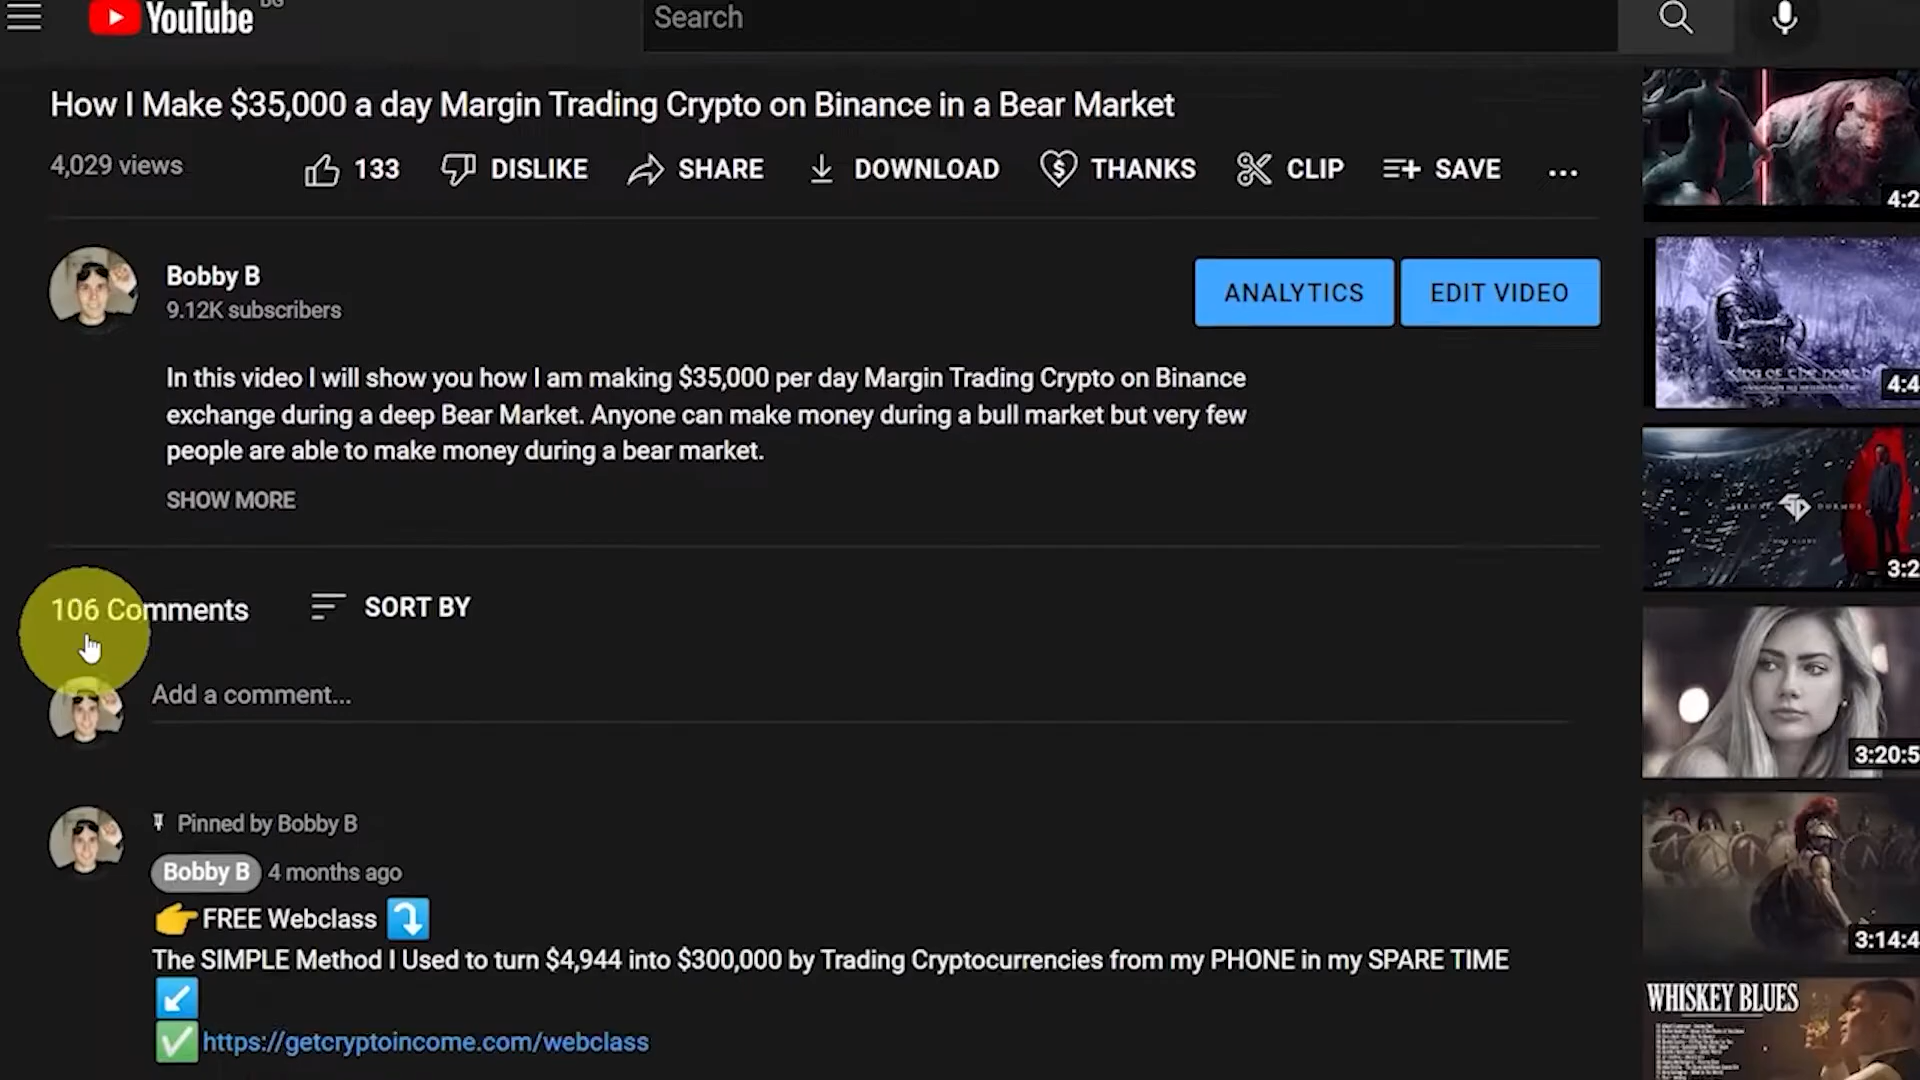 YouTube BG
Search
How I Make $35,000 a day Margin Trading Crypto on Binance in a Bear Market
4,029 views
133
DISLIKE
SHARE
DOWNLOAD
THANKS
CLIP
SAVE
...
Bobby B
9.12K subscribers
ANALYTICS
EDIT VIDEO
In this video I will show you how I am making $35,000 per day Margin Trading Crypto on Binance
exchange during a deep Bear Market. Anyone can make money during a bull market but very few
people are able to make money during a bear market.
SHOW MORE
106 Comments
SORT BY
Add a comment...
Pinned by Bobby B
Bobby B 4 months ago
👉 FREE Webclass ⤵️
The SIMPLE Method I Used to turn $4,944 into $300,000 by Trading Cryptocurrencies from my PHONE in my SPARE TIME
↙️
✅ https://getcryptoincome.com/webclass
4:2
KING OF THE NORTH
4:4
3:2
3:20:5
3:14:4
WHISKEY BLUES